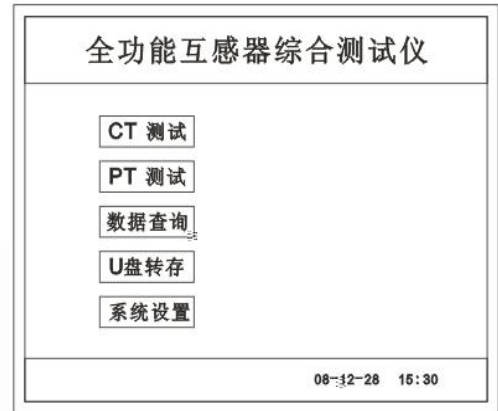 全功能互感器综合测试仪
CT 测试
PT 测试
数据查询
U盘转存
系统设置
08-12-28 15:30